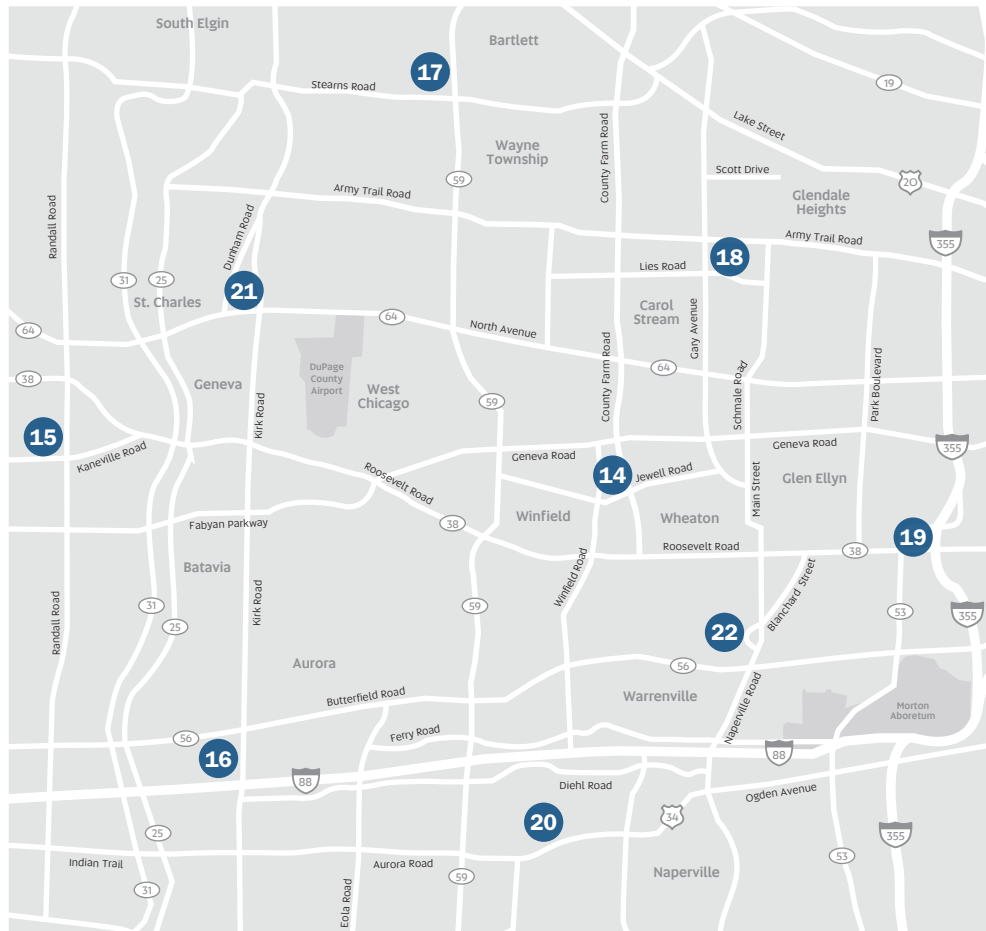 South Elgin
Bartlett
17
Stearns Road
19
Lake Street
County Farm Road
Wayne
Township
Scott Drive
59
20
Glendale
Heights
Army Trail Road
Randall Road
Dunham Road
Army Trail Road
355
18
Lies Road
31
25
21
St. Charles
Carol
Stream
64
64
North Avenue
Gary Avenue
County Farm Road
DuPage
County
Airport
64
38
Geneva
West
Chicago
Schmale Road
Park Boulevard
59
Kirk Road
15
Kaneville Road
Geneva Road
Geneva Road
355
Roosevelt Road
14
Jewell Road
Glen Ellyn
Main Street
Fabyan Parkway
38
Winfield
Wheaton
19
Roosevelt Road
38
Batavia
Winfield Road
Blanchard Street
Randall Road
31
Kirk Road
59
53
355
25
22
Aurora
56
Butterfield Road
Warrenville
Naperville Road
Morton
Arboretum
56
Ferry Road
16
88
88
Diehl Road
Ogden Avenue
20
34
25
355
Indian Trail
Aurora Road
53
31
Eola Road
59
Naperville